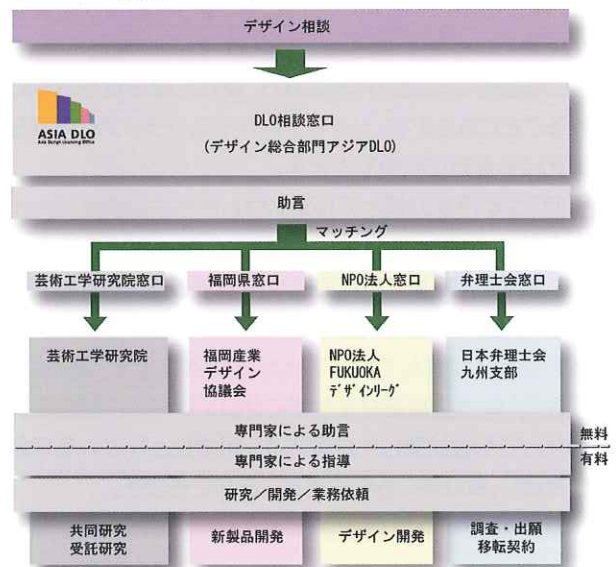 デザイン相談
ASIA DLO
Asia Design Licensing Office
DLO相談窓口
(デザイン総合部門アジアDLO)
助言
マッチング
芸術工学研究院窓口
福岡県窓口
NPO法人窓口
弁理士会窓口
芸術工学研究院
福岡産業
デザイン
協議会
NPO法人
FUKUOKA
ﾃﾞｻﾞｲﾝﾘｰｸﾞ
日本弁理士会
九州支部
専門家による助言
無料
有料
専門家による指導
研究／開発／業務依頼
共同研究
受託研究
新製品開発
デザイン開発
調査・出願
移転契約